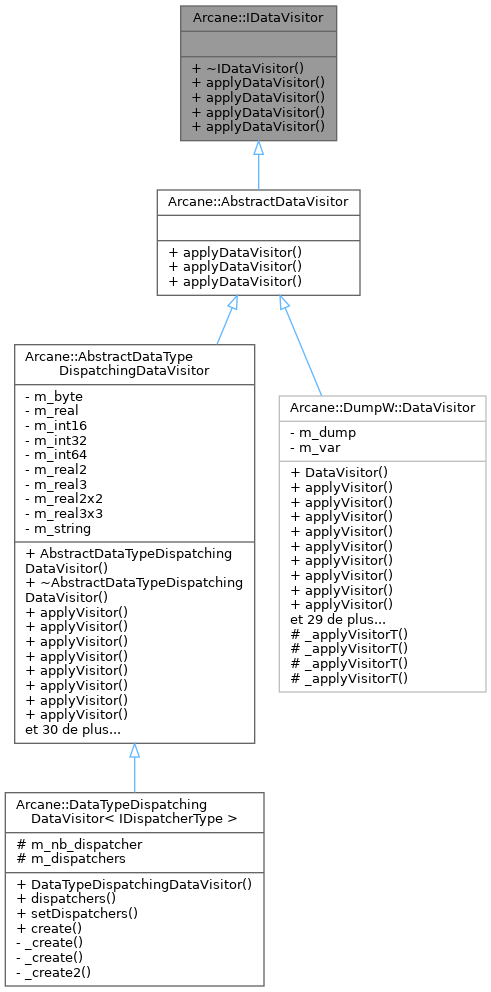 Arcane::IDataVisitor
+ ~IDataVisitor()
+ applyDataVisitor()
+ applyDataVisitor()
+ applyDataVisitor()
+ applyDataVisitor()
Arcane::AbstractDataVisitor
+ applyDataVisitor()
+ applyDataVisitor()
+ applyDataVisitor()
Arcane::AbstractDataType
DispatchingDataVisitor
- m_byte
- m_real
- m_int16
- m_int32
- m_int64
- m_real2
- m_real3
- m_real2x2
- m_real3x3
- m_string
+ AbstractDataTypeDispatching
DataVisitor()
+ ~AbstractDataTypeDispatching
DataVisitor()
+ applyVisitor()
+ applyVisitor()
+ applyVisitor()
+ applyVisitor()
+ applyVisitor()
+ applyVisitor()
+ applyVisitor()
+ applyVisitor()
et 30 de plus...
Arcane::DumpW::DataVisitor
- m_dump
- m_var
+ DataVisitor()
+ applyVisitor()
+ applyVisitor()
+ applyVisitor()
+ applyVisitor()
+ applyVisitor()
+ applyVisitor()
+ applyVisitor()
+ applyVisitor()
+ applyVisitor()
et 29 de plus...
# _applyVisitorT()
# _applyVisitorT()
# _applyVisitorT()
# _applyVisitorT()
Arcane::DataTypeDispatching
DataVisitor< IDispatcherType >
# m_nb_dispatcher
# m_dispatchers
+ DataTypeDispatchingDataVisitor()
+ dispatchers()
+ setDispatchers()
+ create()
- _create()
- _create()
- _create2()